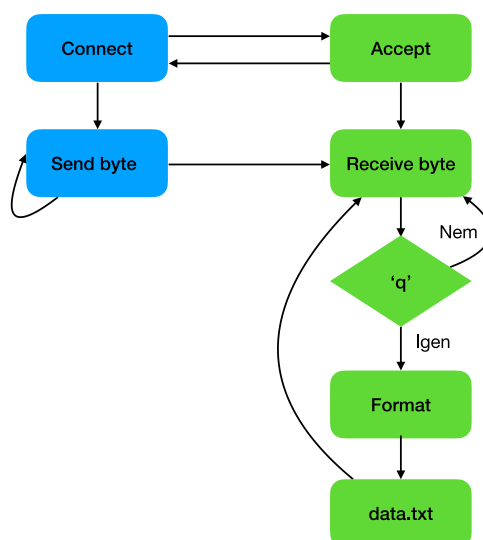 Connect
Accept
Send byte
Receive byte
Nem
‘q’
Igen
Format
data.txt